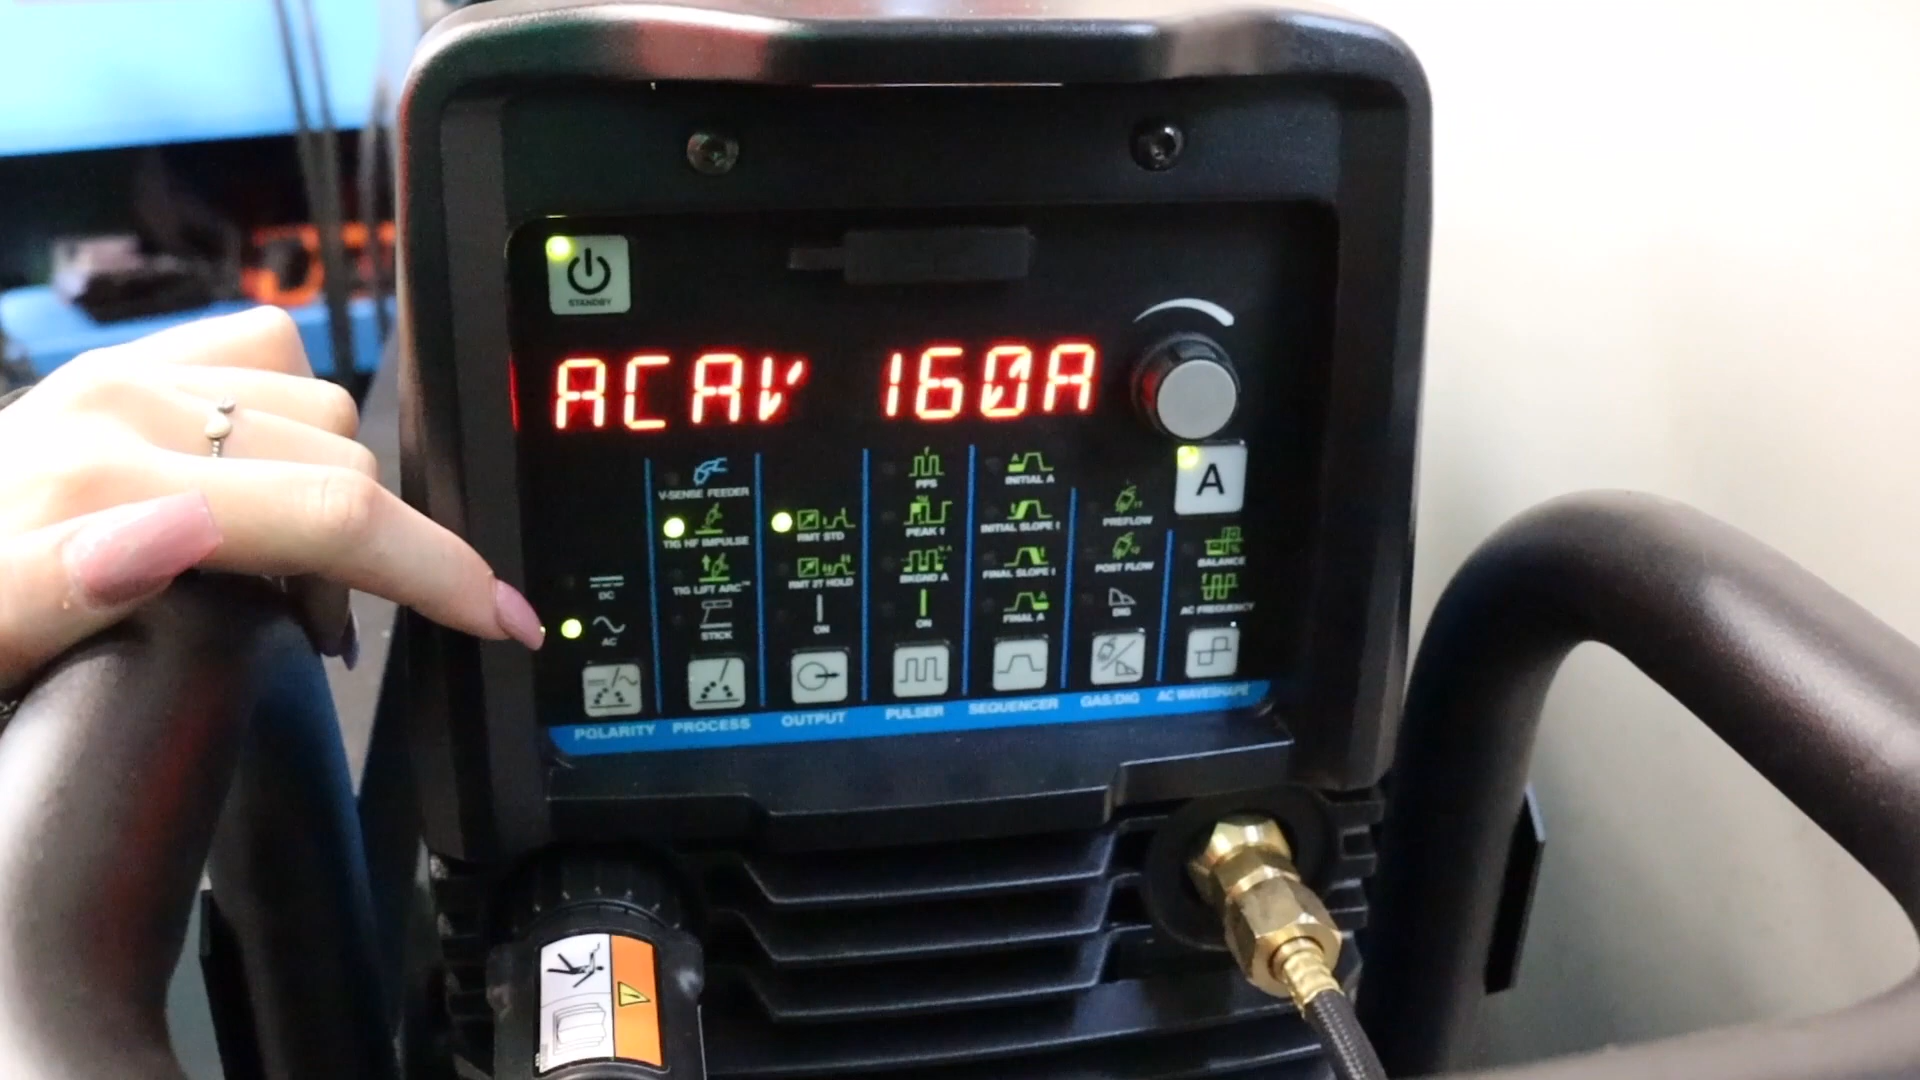 STANDBY
ACAV 160A
A
DC
AC
V-SENSE FEEDER
TIG HF IMPULSE
TIG LIFT ARC™
STICK
RMT STD
RMT 2T HOLD
ON
PPS
PEAK t
BKGND A
ON
INITIAL A
INITIAL SLOPE t
FINAL SLOPE t
FINAL A
PREFLOW
POST FLOW
DIG
BALANCE
AC FREQUENCY
POLARITY PROCESS OUTPUT PULSER SEQUENCER GAS/DIG AC WAVESHAPE